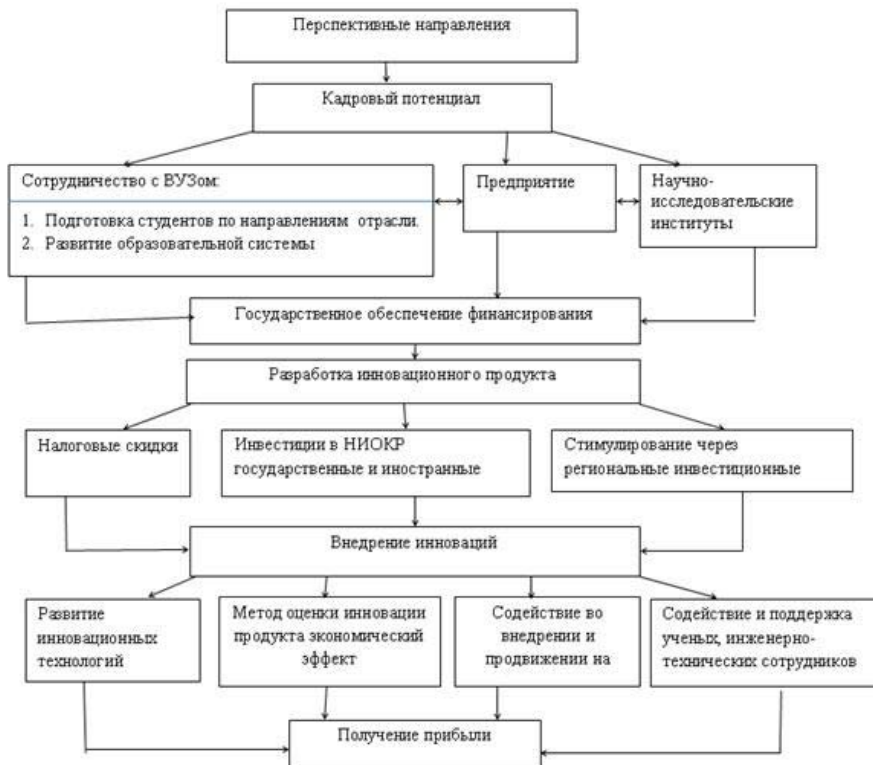 Перспективные направления
Кадровый потенциал
Сотрудничество с ВУЗом:
1. Подготовка студентов по направлениям отрасли.
2. Развитие образовательной системы
Предприятие
Научно-
исследовательские
институты
Государственное обеспечение финансирования
Разработка инновационного продукта
Налоговые скидки
Инвестиции в НИОКР
государственные и иностранные
Стимулирование через
региональные инвестиционные
Внедрение инноваций
Развитие
инновационных
технологий
Метод оценки инновации
продукта экономический
эффект
Содействие во
внедрении и
продвижении на
Содействие и поддержка
ученых, инженерно-
технических сотрудников
Получение прибыли